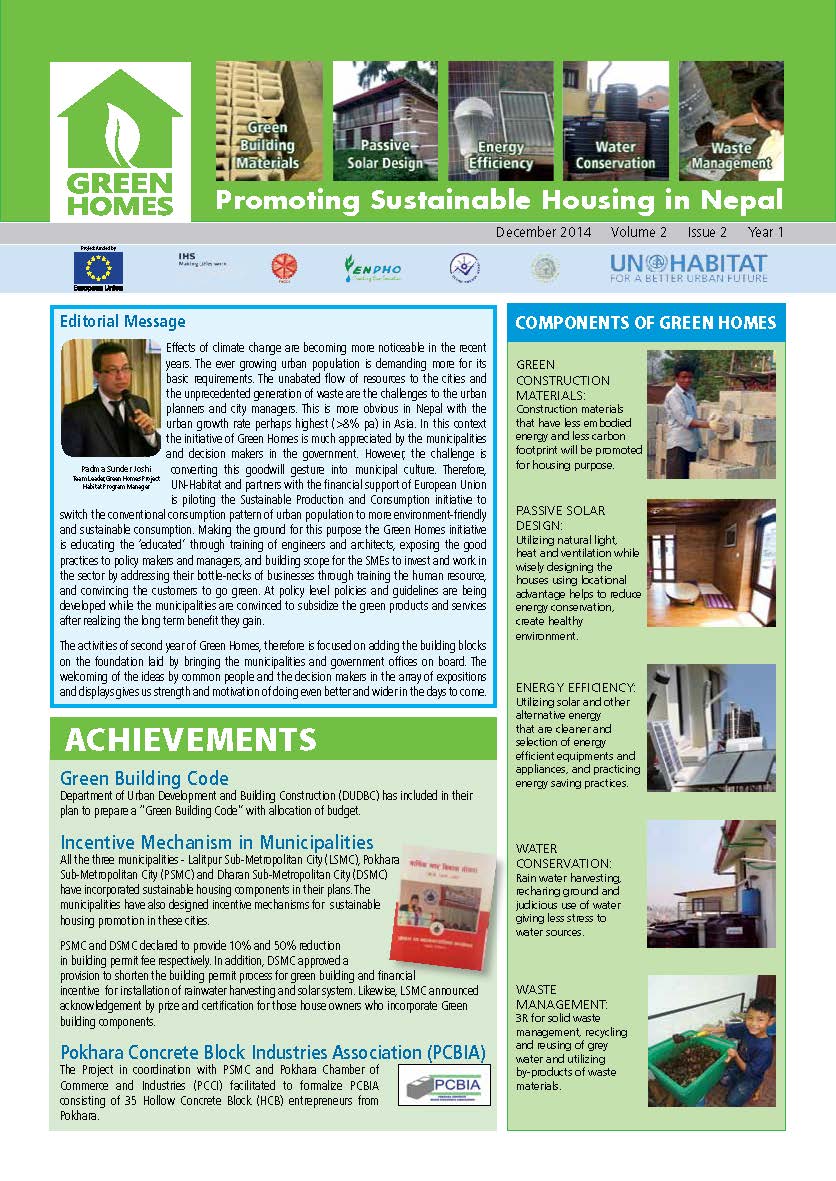 GREEN
HOMES
Green
Building
Materials
Passive
Solar Design
Energy
Efficiency
Water
Conservation
Waste
Management
Promoting Sustainable Housing in Nepal
December 2014 Volume 2 Issue 2 Year 1
Project funded by
European Union
IHS
ENPHO
UN HABITAT
FOR A BETTER URBAN FUTURE
Editorial Message
Effects of climate change are becoming more noticeable in the recent
years. The ever growing urban population is demanding more for its
basic requirements. The unabated flow of resources to the cities and
the unprecedented generation of waste are the challenges to the urban
planners and city managers. This is more obvious in Nepal with the
urban growth rate perhaps highest (>8% pa) in Asia. In this context
the initiative of Green Homes is much appreciated by the municipalities
and decision makers in the government. However, the challenge is
converting this goodwill gesture into municipal culture. Therefore,
UN-Habitat and partners with the financial support of European Union
is piloting the Sustainable Production and Consumption initiative to
Padma Sunder Joshi
Team Leader, Green Homes Project
Habitat Program Manager
switch the conventional consumption pattern of urban population to more environment-friendly
and sustainable consumption. Making the ground for this purpose the Green Homes initiative
is educating the 'educated' through training of engineers and architects, exposing the good
practices to policy makers and managers, and building scope for the SMEs to invest and work in
the sector by addressing their bottle-necks of businesses through training the human resource,
and convincing the customers to go green. At policy level policies and guidelines are being
developed while the municipalities are convinced to subsidize the green products and services
after realizing the long term benefit they gain.
The activities of second year of Green Homes, therefore is focused on adding the building blocks
on the foundation laid by bringing the municipalities and government offices on board. The
welcoming of the ideas by common people and the decision makers in the array of expositions
and displays gives us strength and motivation of doing even better and wider in the days to come.
ACHIEVEMENTS
Green Building Code
Department of Urban Development and Building Construction (DUDBC) has included in their
plan to prepare a "Green Building Code" with allocation of budget.
Incentive Mechanism in Municipalities
All the three municipalities - Lalitpur Sub-Metropolitan City (LSMC), Pokhara
Sub-Metropolitan City (PSMC) and Dharan Sub-Metropolitan City (DSMC)
have incorporated sustainable housing components in their plans. The
municipalities have also designed incentive mechanisms for sustainable
housing promotion in these cities.
PSMC and DSMC declared to provide 10% and 50% reduction
in building permit fee respectively. In addition, DSMC approved a
provision to shorten the building permit process for green building and financial
incentive for installation of rainwater harvesting and solar system. Likewise, LSMC announced
acknowledgement by prize and certification for those house owners who incorporate Green
building components.
Pokhara Concrete Block Industries Association (PCBIA)
The Project in coordination with PSMC and Pokhara Chamber of
Commerce and Industries (PCCI) facilitated to formalize PCBIA
consisting of 35 Hollow Concrete Block (HCB) entrepreneurs from
Pokhara.
PCBIA
COMPONENTS OF GREEN HOMES
GREEN
CONSTRUCTION
MATERIALS:
Construction materials
that have less embodied
energy and less carbon
footprint will be promoted
for housing purpose.
PASSIVE SOLAR
DESIGN:
Utilizing natural light,
heat and ventilation while
wisely designing the
houses using locational
advantage helps to reduce
energy conservation,
create healthy
environment.
ENERGY EFFICIENCY:
Utilizing solar and other
alternative energy
that are cleaner and
selection of energy
efficient equipments and
appliances, and practicing
energy saving practices.
WATER
CONSERVATION:
Rain water harvesting,
recharing ground and
judicious use of water
giving less stress to
water sources.
WASTE
MANAGEMENT:
3R for solid waste
management, recycling
and reusing of grey
water and utilizing
by-products of waste
materials.